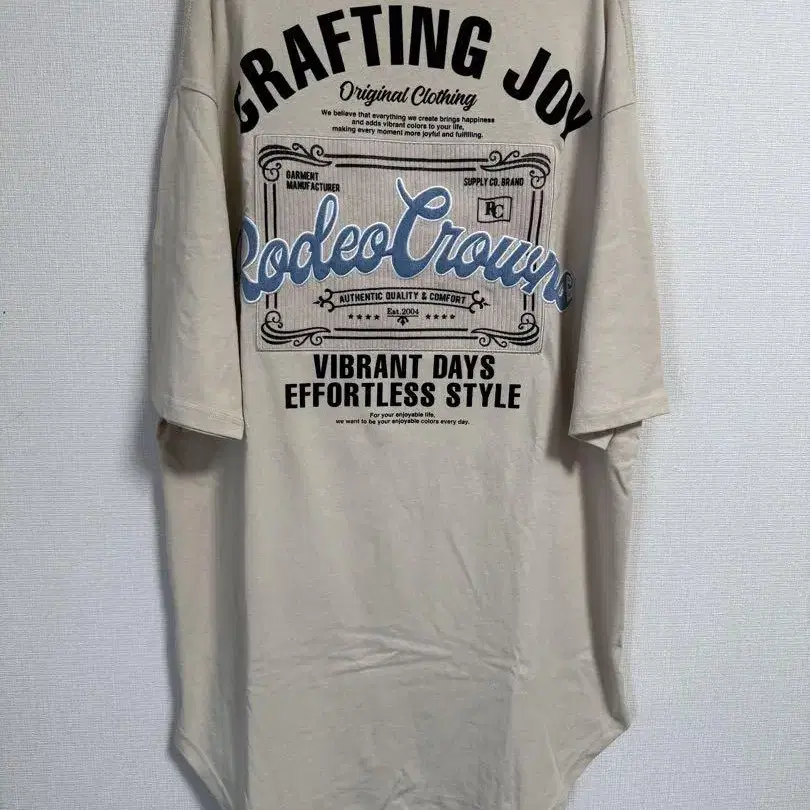 CRAFTING JOY
Original Clothing
We believe that everything we create brings happiness
and adds vibrant colors to your life,
making every moment more joyful and fulfilling.
GARMENT
MANUFACTURER
SUPPLY CO. BRAND
RC
Rodeo Crowns
AUTHENTIC QUALITY & COMFORT
★★★★ Est.2004 ★★★★
VIBRANT DAYS
EFFORTLESS STYLE
For your enjoyable life,
we want to be your enjoyable colors every day.